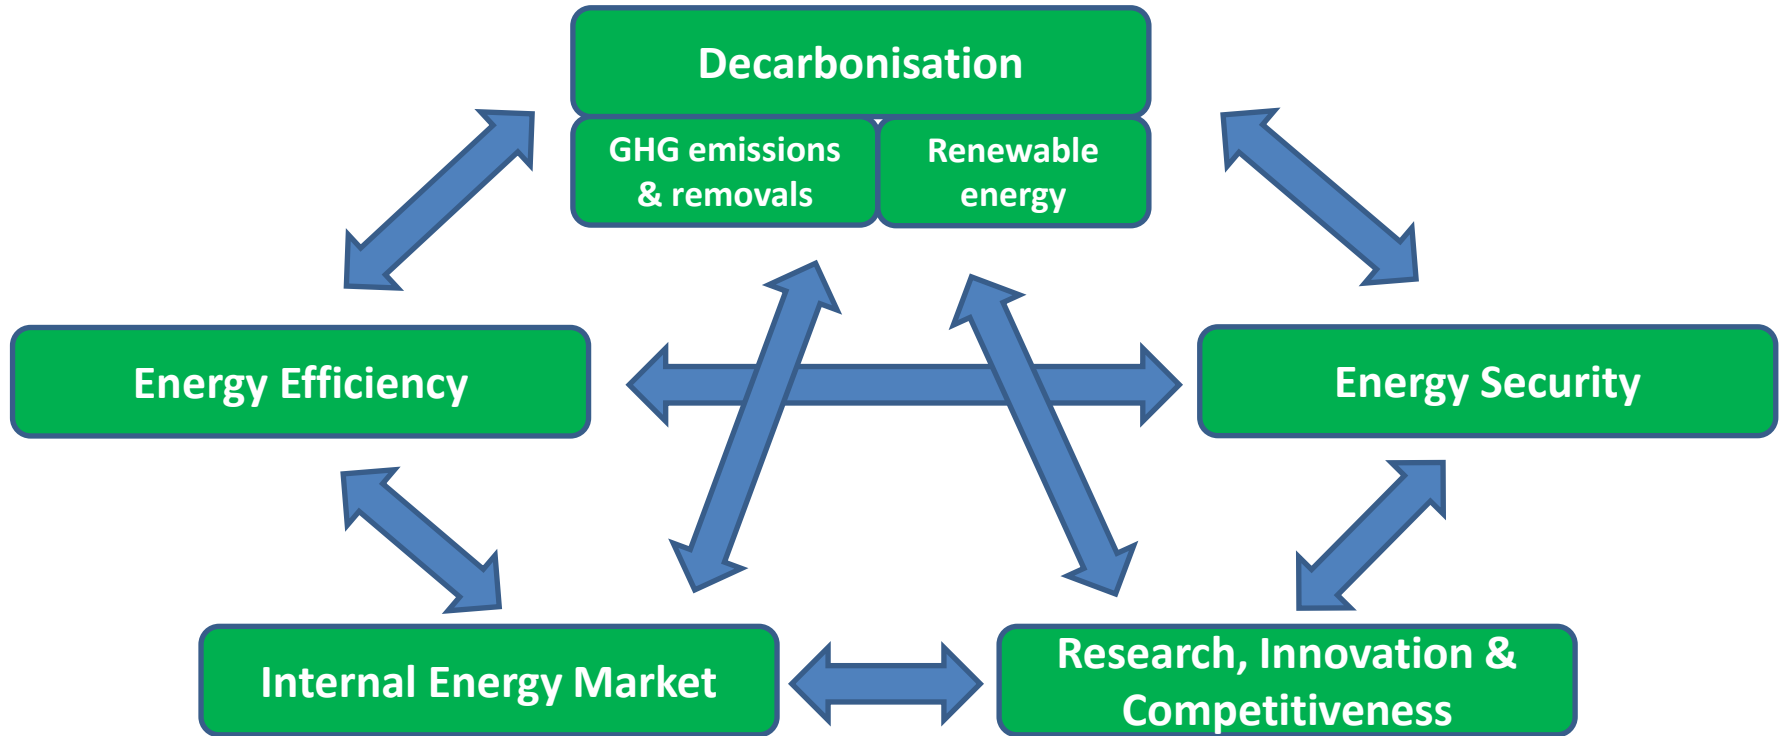 Decarbonisation
GHG emissions
& removals
Renewable
energy
Energy Efficiency
Energy Security
Internal Energy Market
Research, Innovation &
Competitiveness